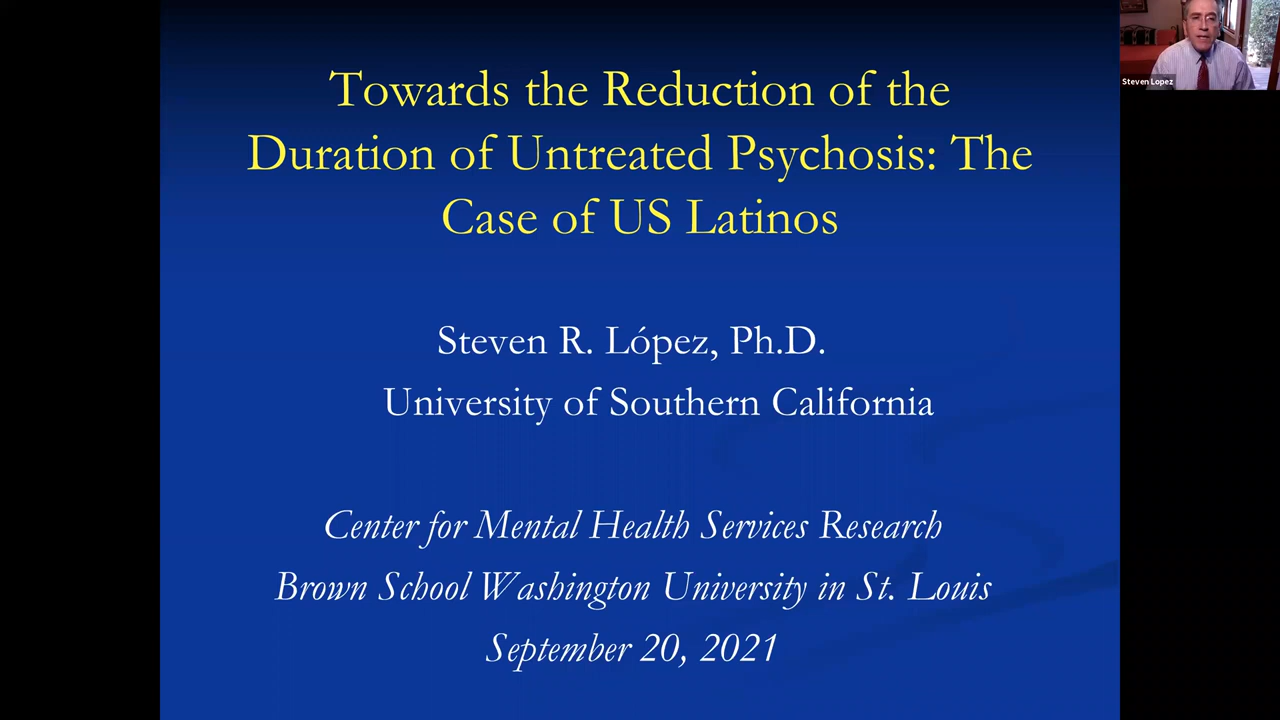 Towards the Reduction of the
Duration of Untreated Psychosis: The
Case of US Latinos
Steven R. López, Ph.D.
University of Southern California
Center for Mental Health Services Research
Brown School Washington University in St. Louis
September 20, 2021
Steven Lopez